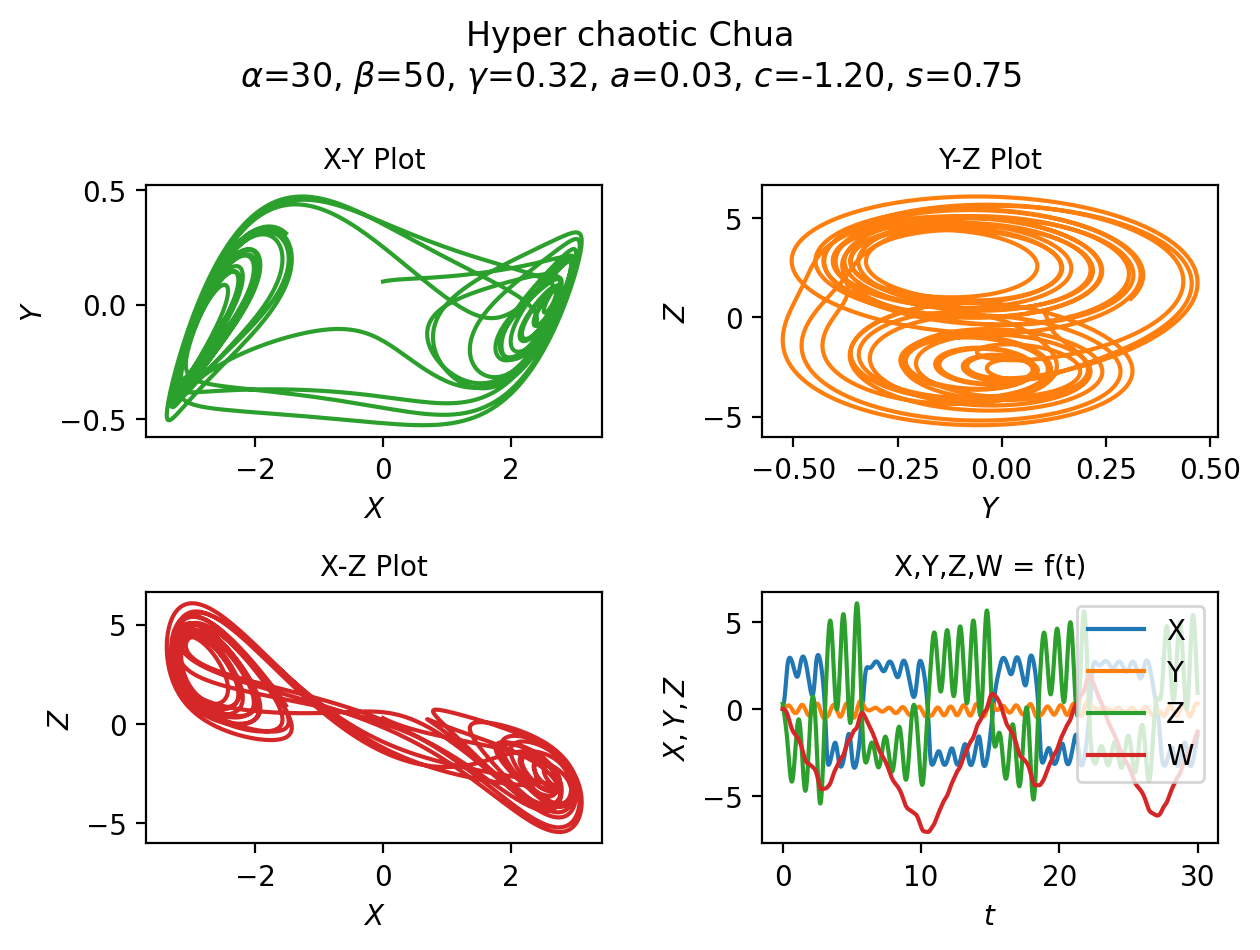 Hyper chaotic Chua
α=30, β=50, γ=0.32, a=0.03, c=-1.20, s=0.75
X-Y Plot
0.5
0.0
−0.5
Y
−2 0 2
X
Y-Z Plot
5
0
−5
Z
−0.50 −0.25 0.00 0.25 0.50
Y
X-Z Plot
5
0
−5
Z
−2 0 2
X
X,Y,Z,W = f(t)
5
0
−5
X, Y, Z
X
Y
Z
W
0 10 20 30
t